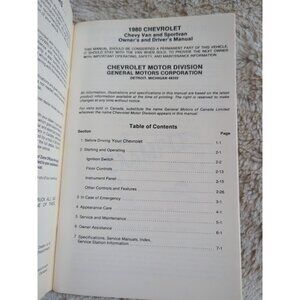 1980 CHEVROLET
Chevy Van and Sportvan
Owner's and Driver's Manual
THIS MANUAL SHOULD BE CONSIDERED A PERMANENT PART OF THIS VEHICLE.
IT SHOULD STAY WITH THE VAN WHEN SOLD, TO PROVIDE THE NEXT OWNER
WITH IMPORTANT OPERATING, SAFETY, AND MAINTENANCE INFORMATION.
CHEVROLET MOTOR DIVISION
GENERAL MOTORS CORPORATION
DETROIT, MICHIGAN 48202
All information, illustrations and specifications in this manual are based on the
latest product information available at the time of printing. The right is reserved
to make changes at any time without notice.
For vans sold in Canada, substitute the name General Motors of Canada Limited
wherever the name Chevrolet Motor Division appears in this manual.
Table of Contents
Section Page
1 Before Driving Your Chevrolet 1-1
2 Starting and Operating 2-1
Ignition Switch 2-2
Floor Controls 2-13
Instrument Panel 2-15
Other Controls and Features 2-26
3 In Case of Emergency 3-1
4 Appearance Care 4-1
5 Service and Maintenance 5-1
6 Owner Assistance 6-1
7 Specifications, Service Manuals, Index,
Service Station Information 7-1